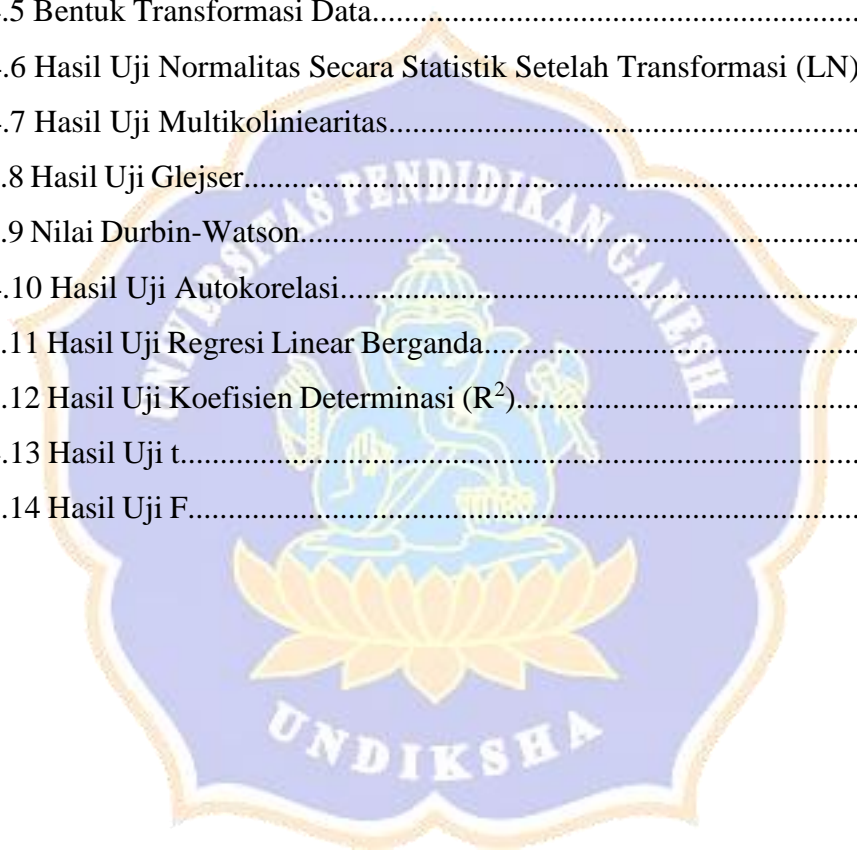 .5 Bentuk Transformasi Data
.6 Hasil Uji Normalitas Secara Statistik Setelah Transformasi (LN)
.7 Hasil Uji Multikoliniearitas
.8 Hasil Uji Glejser
.9 Nilai Durbin-Watson
.10 Hasil Uji Autokorelasi
.11 Hasil Uji Regresi Linear Berganda
.12 Hasil Uji Koefisien Determinasi (R²)
.13 Hasil Uji t
.14 Hasil Uji F
UNIVERSITAS PENDIDIKAN GANESHA
UNDIKSHA